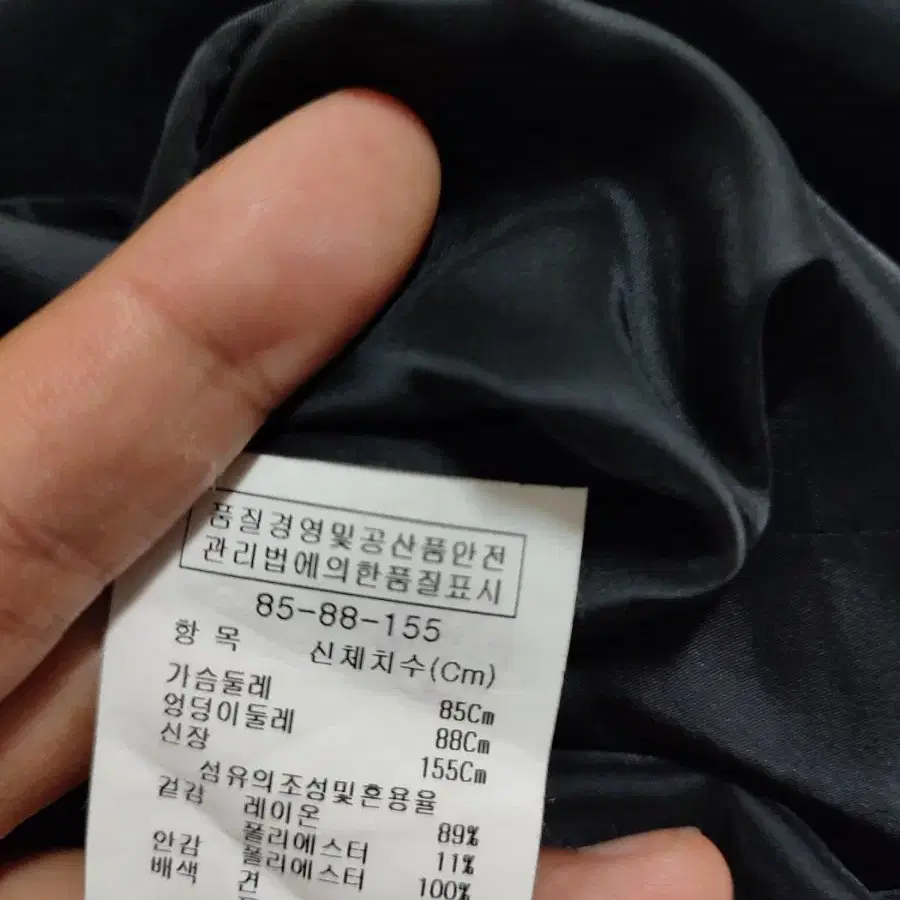 품질경영및공산품안전
관리법에의한품질표시
85-88-155
항 목 신체치수(Cm)
가슴둘레 85Cm
엉덩이둘레 88Cm
신장 155Cm
섬유의조성및혼용율
겉감 레이온 89%
폴리에스터 11%
안감 폴리에스터 100%
배색 견